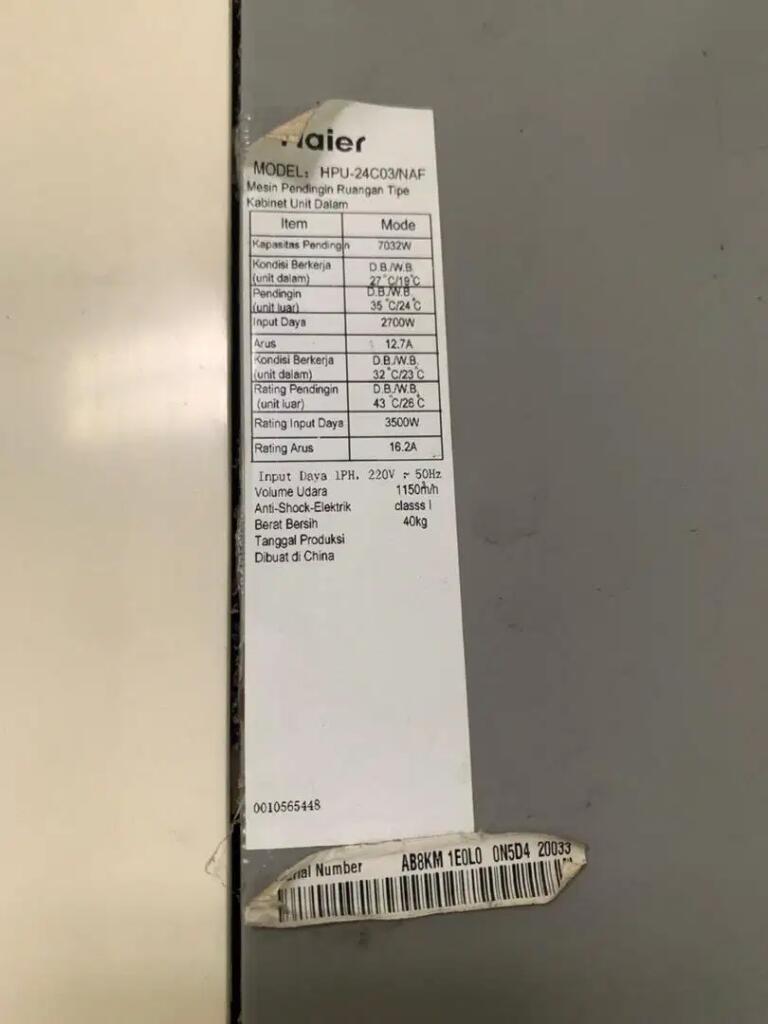 Haier
MODEL: HPU-24C03/NAF
Mesin Pendingin Ruangan Tipe
Kabinet Unit Dalam
Item Mode
Kapasitas Pendingin 7032W
Kondisi Berkerja D.B./W.B.
(unit dalam) 27°C/19°C
Pendingin D.B./W.B.
(unit luar) 35°C/24°C
Input Daya 2700W
Arus 12.7A
Kondisi Berkerja D.B./W.B.
(unit dalam) 32°C/23°C
Rating Pendingin D.B./W.B.
(unit luar) 43°C/26°C
Rating Input Daya 3500W
Rating Arus 16.2A
Input Daya 1PH, 220V ~ 50Hz
Volume Udara 1150m³/h
Anti-Shock-Elektrik classs I
Berat Bersih 40kg
Tanggal Produksi
Dibuat di China
0010565448
Serial Number AB8KM 1E0L0 0N5D4 20033